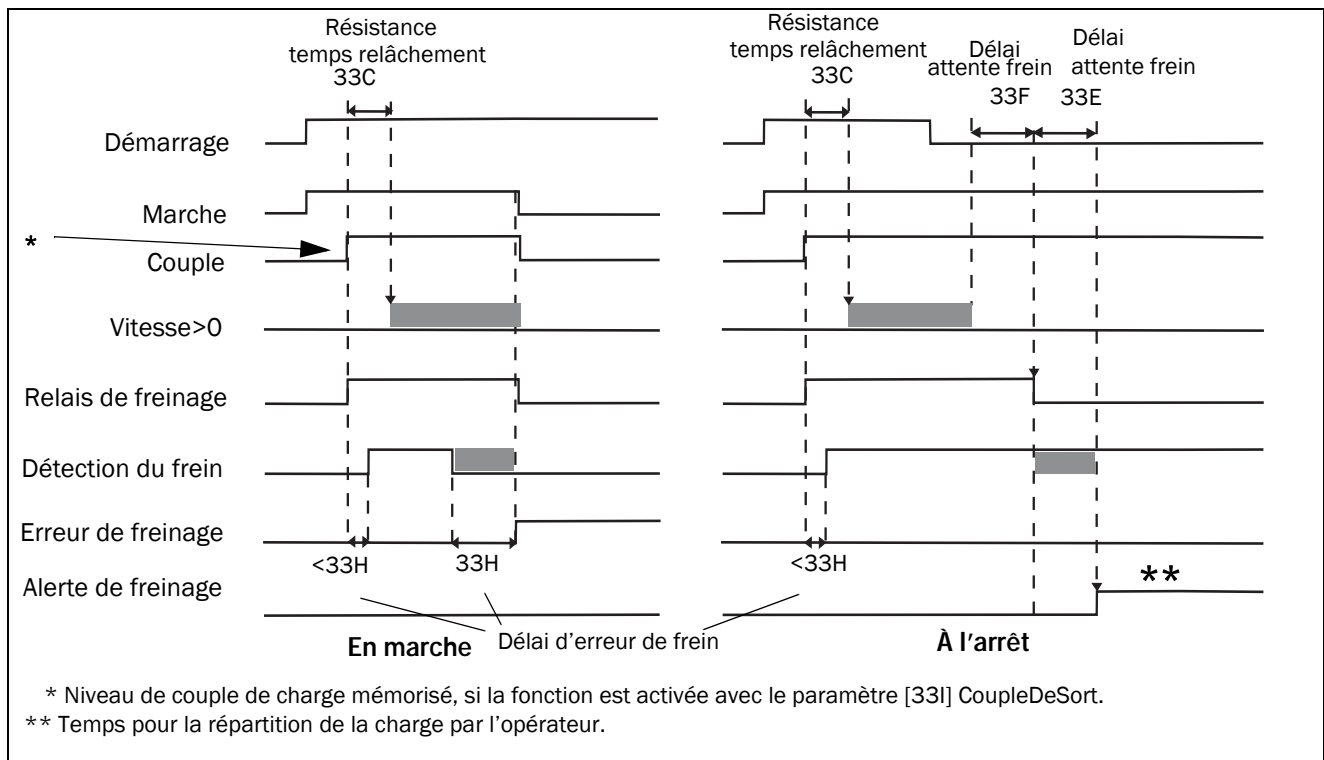 Résistance
temps relâchement
33C
Résistance
temps relâchement
33C
Délai
attente frein
33F
Délai
attente frein
33E
Démarrage
Marche
*
Couple
Vitesse>0
Relais de freinage
Détection du frein
Erreur de freinage
<33H
33H
<33H
Alerte de freinage
**
En marche
Délai d'erreur de frein
À l'arrêt
* Niveau de couple de charge mémorisé, si la fonction est activée avec le paramètre [33I] CoupleDeSort.
** Temps pour la répartition de la charge par l'opérateur.